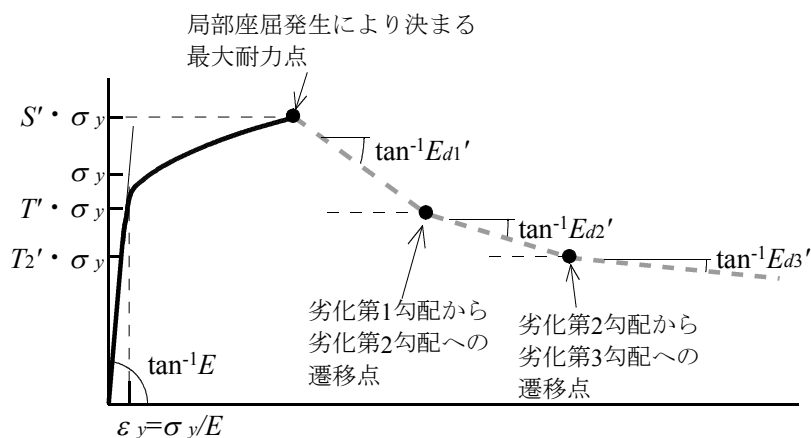 局部座屈発生により決まる
最大耐力点
S′・σy
σy
T′・σy
T2′・σy
tan-1Ed1′
tan-1Ed2′
tan-1Ed3′
劣化第1勾配から
劣化第2勾配への
遷移点
劣化第2勾配から
劣化第3勾配への
遷移点
tan-1E
εy=σy/E